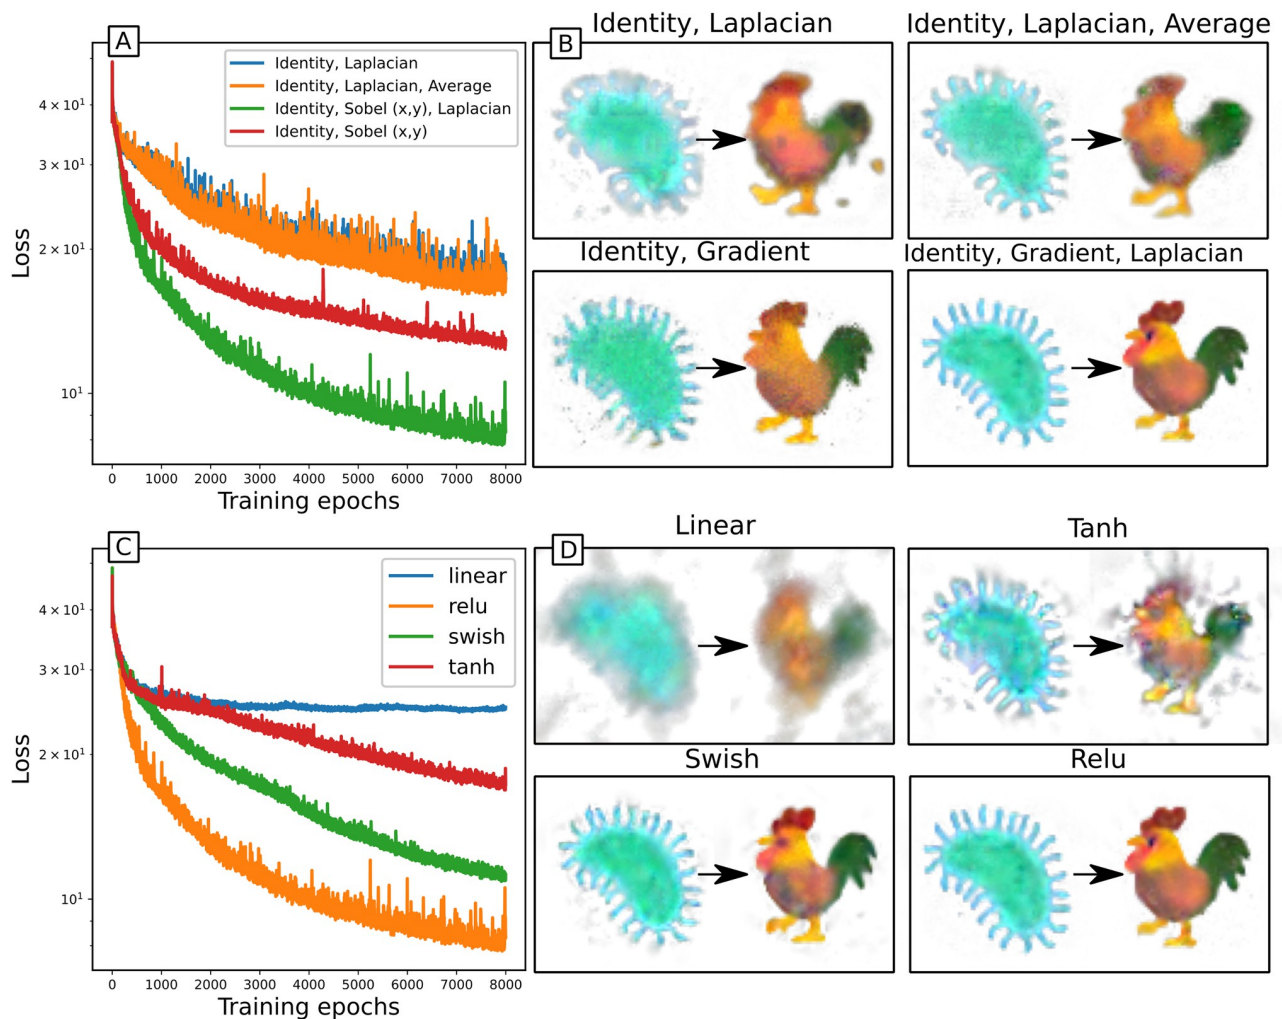 A
Identity, Laplacian
Identity, Laplacian, Average
Identity, Sobel (x,y), Laplacian
Identity, Sobel (x,y)
4 × 10¹
3 × 10¹
2 × 10¹
10¹
Loss
0 1000 2000 3000 4000 5000 6000 7000 8000
Training epochs
B
Identity, Laplacian
Identity, Laplacian, Average
Identity, Gradient
Identity, Gradient, Laplacian
C
linear
relu
swish
tanh
4 × 10¹
3 × 10¹
2 × 10¹
10¹
Loss
0 1000 2000 3000 4000 5000 6000 7000 8000
Training epochs
D
Linear
Tanh
Swish
Relu